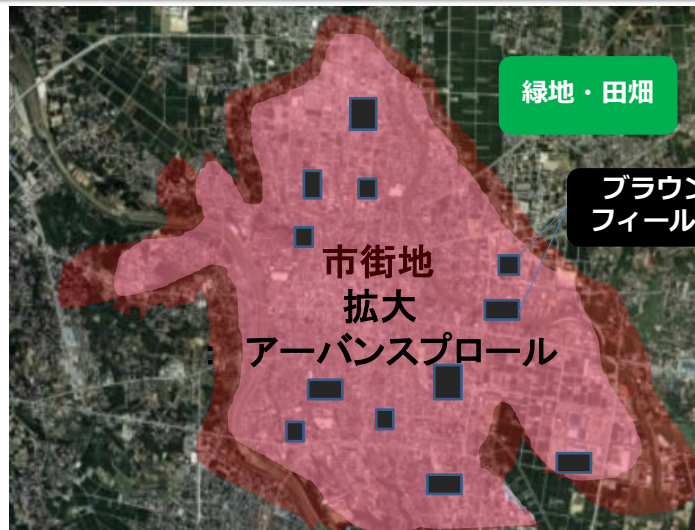 緑地・田畑
ブラウン
フィール
市街地
拡大
：アーバンスプロール